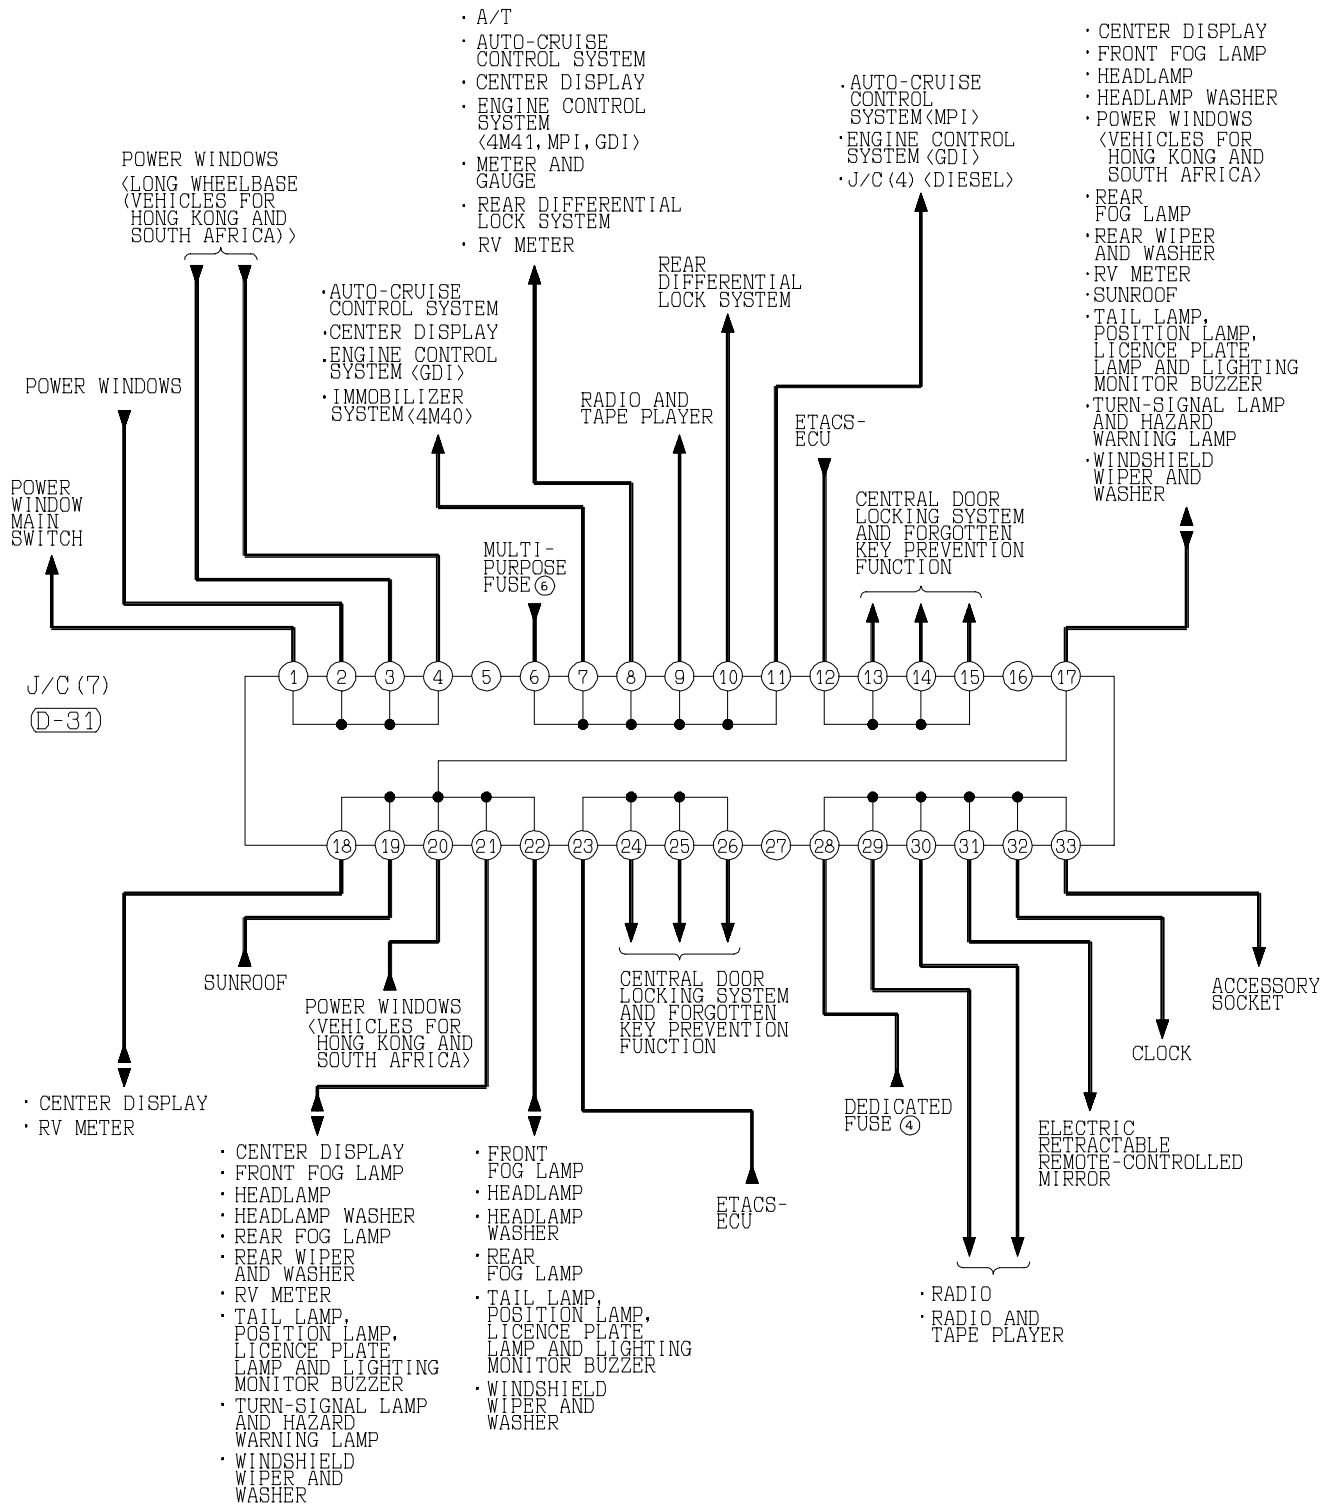 · A/T
· AUTO-CRUISE
CONTROL SYSTEM
· CENTER DISPLAY
· ENGINE CONTROL
SYSTEM
<4M41, MPI, GDI>
· METER AND
GAUGE
· REAR DIFFERENTIAL
LOCK SYSTEM
· RV METER
· AUTO-CRUISE
CONTROL
SYSTEM<MPI>
· ENGINE CONTROL
SYSTEM <GDI>
· J/C (4) <DIESEL>
· CENTER DISPLAY
· FRONT FOG LAMP
· HEADLAMP
· HEADLAMP WASHER
· POWER WINDOWS
<VEHICLES FOR
HONG KONG AND
SOUTH AFRICA>
· REAR
FOG LAMP
· REAR WIPER
AND WASHER
· RV METER
· SUNROOF
· TAIL LAMP,
POSITION LAMP,
LICENCE PLATE
LAMP AND LIGHTING
MONITOR BUZZER
· TURN-SIGNAL LAMP
AND HAZARD
WARNING LAMP
· WINDSHIELD
WIPER AND
WASHER
POWER WINDOWS
<LONG WHEELBASE
(VEHICLES FOR
HONG KONG AND
SOUTH AFRICA)>
· AUTO-CRUISE
CONTROL SYSTEM
· CENTER DISPLAY
· ENGINE CONTROL
SYSTEM <GDI>
· IMMOBILIZER
SYSTEM <4M40>
REAR
DIFFERENTIAL
LOCK SYSTEM
POWER WINDOWS
RADIO AND
TAPE PLAYER
ETACS-
ECU
POWER
WINDOW
MAIN
SWITCH
MULTI-
PURPOSE
FUSE ⑥
CENTRAL DOOR
LOCKING SYSTEM
AND FORGOTTEN
KEY PREVENTION
FUNCTION
1 2 3 4 5 6 7 8 9 10 11 12 13 14 15 16 17
J/C (7)
D-31
18 19 20 21 22 23 24 25 26 27 28 29 30 31 32 33
SUNROOF
POWER WINDOWS
<VEHICLES FOR
HONG KONG AND
SOUTH AFRICA>
CENTRAL DOOR
LOCKING SYSTEM
AND FORGOTTEN
KEY PREVENTION
FUNCTION
ACCESSORY
SOCKET
CLOCK
· CENTER DISPLAY
· RV METER
DEDICATED
FUSE ④
ELECTRIC
RETRACTABLE
REMOTE-CONTROLLED
MIRROR
· CENTER DISPLAY
· FRONT FOG LAMP
· HEADLAMP
· HEADLAMP WASHER
· REAR FOG LAMP
· REAR WIPER
AND WASHER
· RV METER
· TAIL LAMP,
POSITION LAMP,
LICENCE PLATE
LAMP AND LIGHTING
MONITOR BUZZER
· TURN-SIGNAL LAMP
AND HAZARD
WARNING LAMP
· WINDSHIELD
WIPER AND
WASHER
· FRONT
FOG LAMP
· HEADLAMP
· HEADLAMP
WASHER
· REAR
FOG LAMP
· TAIL LAMP,
POSITION LAMP,
LICENCE PLATE
LAMP AND LIGHTING
MONITOR BUZZER
· WINDSHIELD
WIPER AND
WASHER
ETACS-
ECU
· RADIO
· RADIO AND
TAPE PLAYER